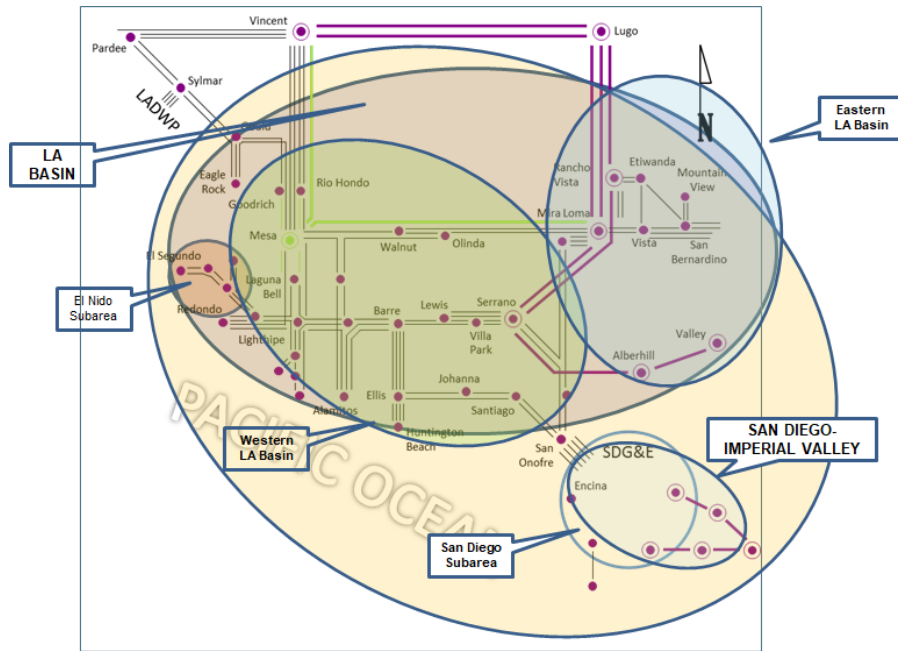 Vincent
Lugo
Pardee
Sylmar
LADWP
N
Eastern
LA Basin
Gould
LA
BASIN
Eagle
Rock
Goodrich
Rio Hondo
Rancho
Vista
Etiwanda
Mountain
View
Mira Loma
Mesa
Walnut
Olinda
Vista
San
Bernardino
El Segundo
El Nido
Subarea
Laguna
Bell
Redondo
Lighthipe
Barre
Lewis
Serrano
Villa
Park
Valley
Alberhill
Johanna
Alamitos
Ellis
Santiago
PACIFIC OCEAN
Huntington
Beach
Western
LA Basin
San
Onofre
SDG&E
SAN DIEGO-
IMPERIAL VALLEY
Encina
San Diego
Subarea